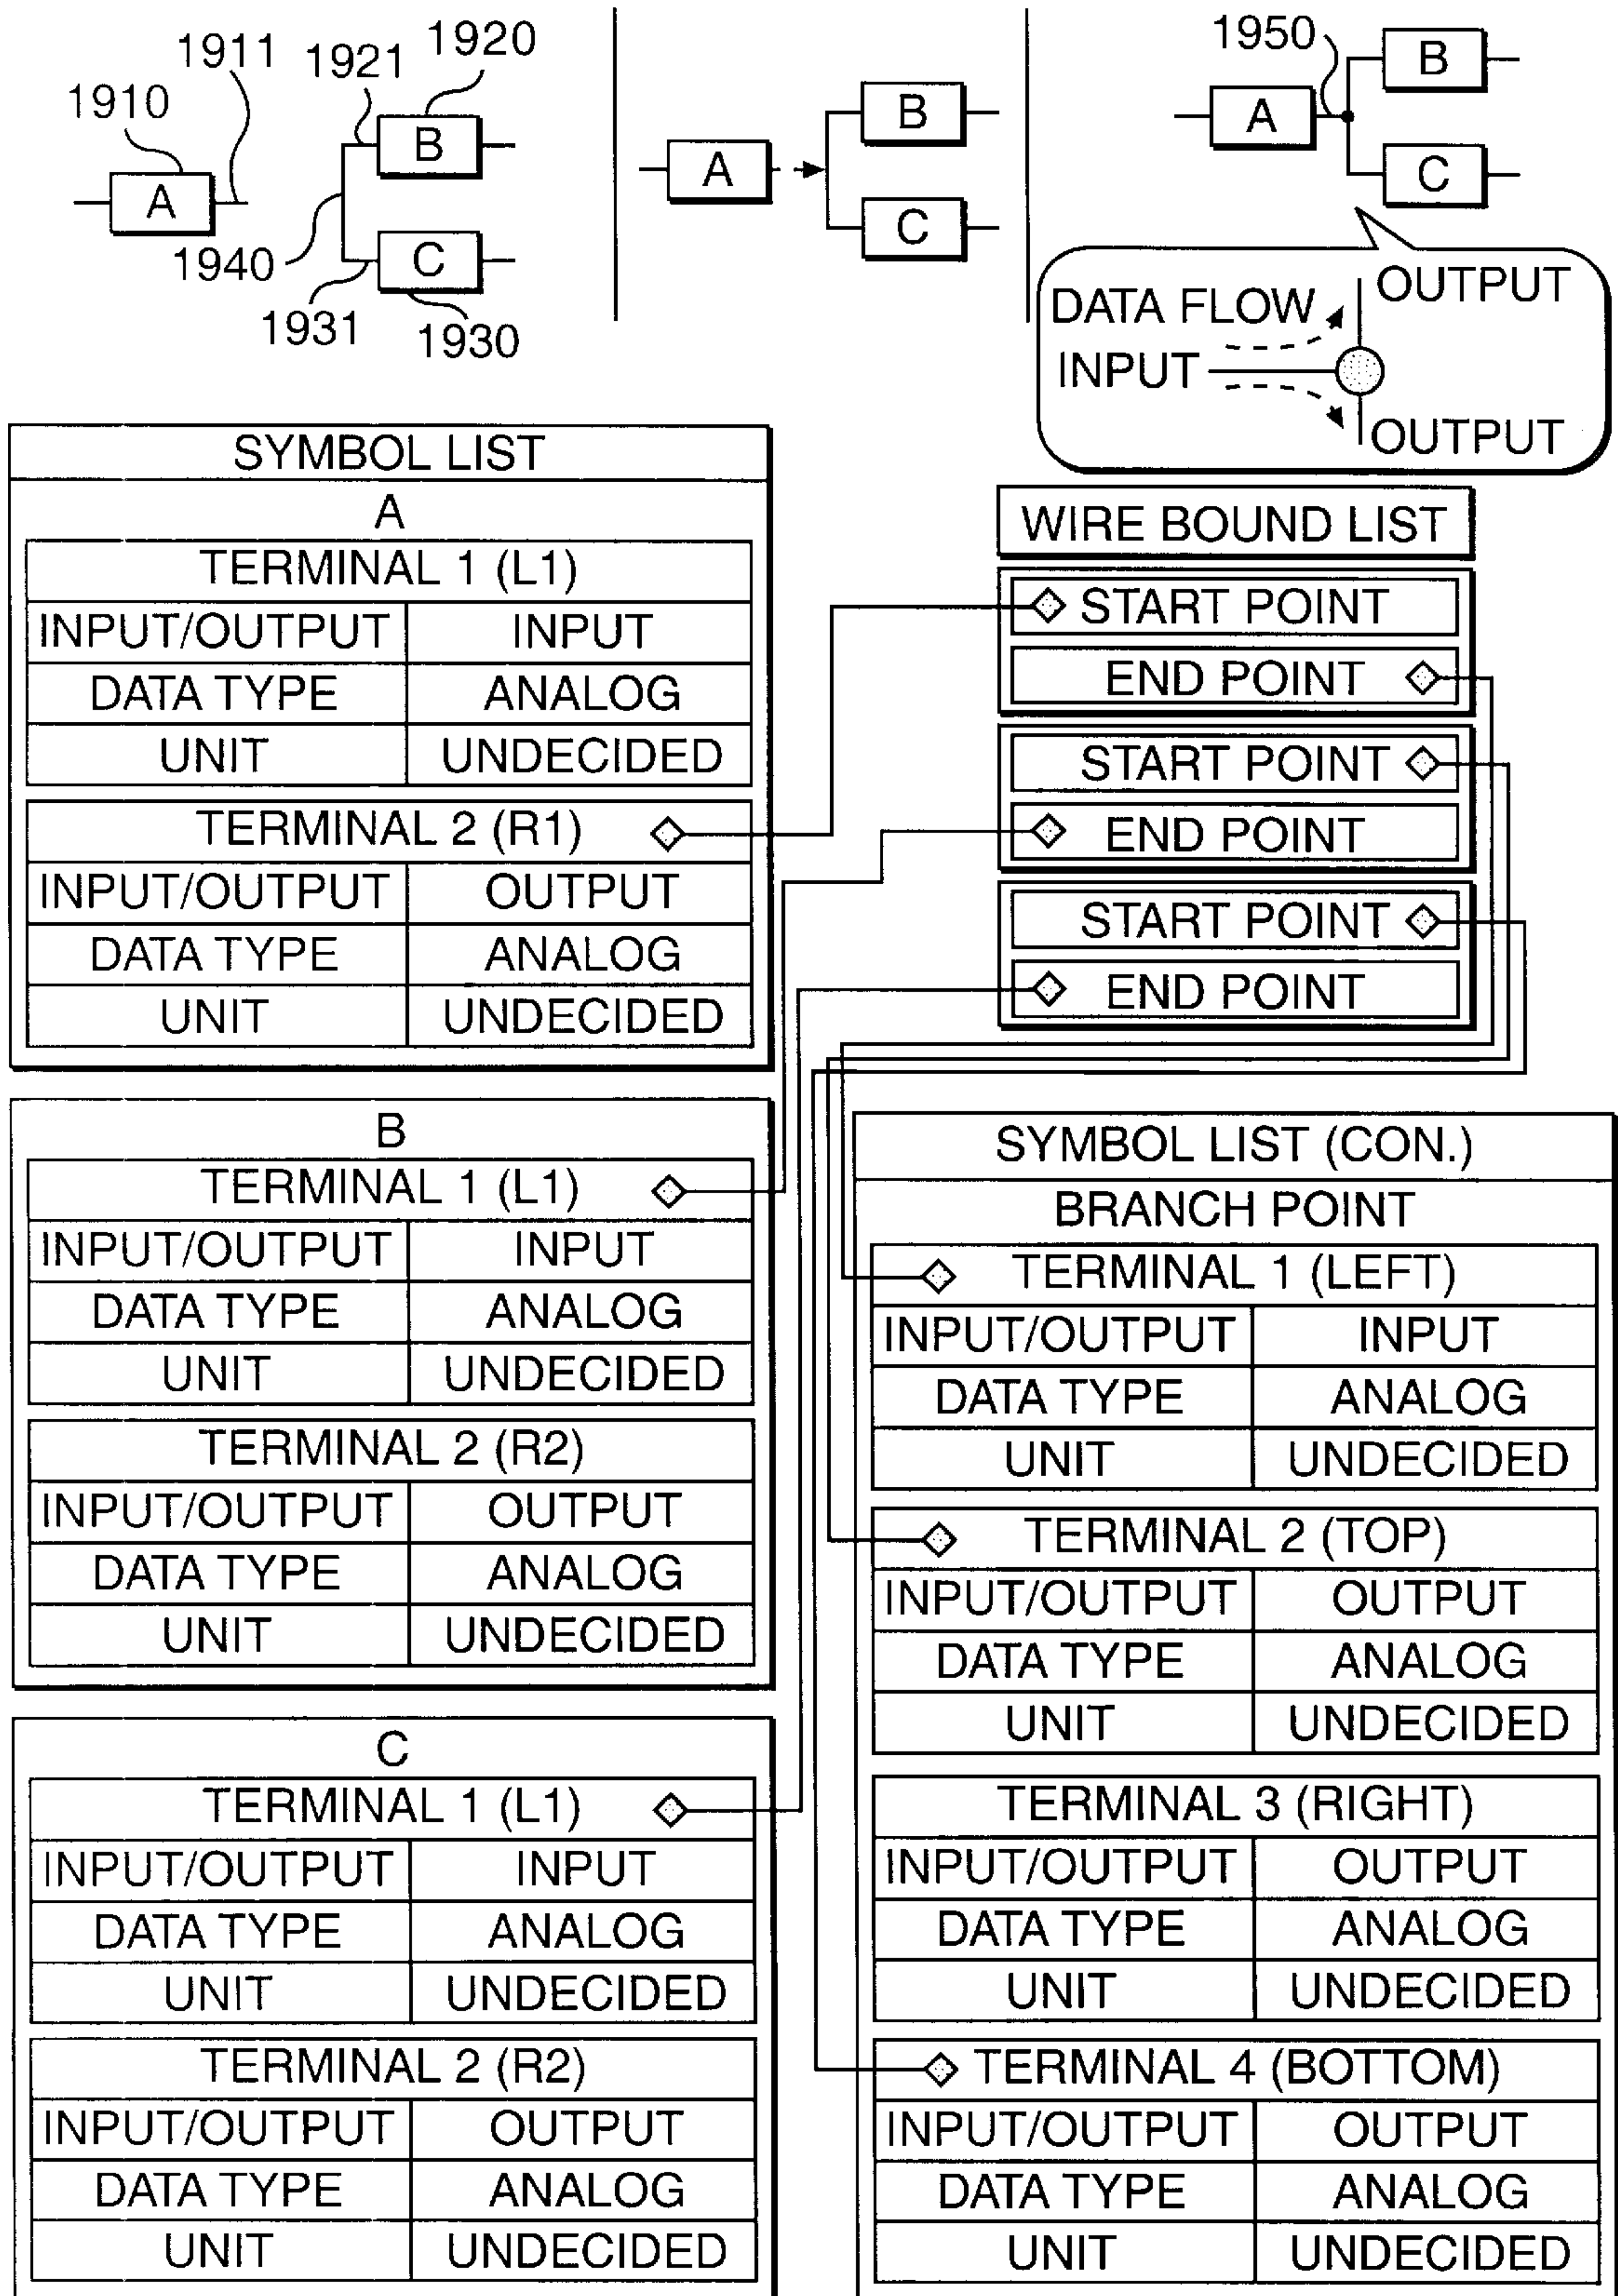 1910
1911
1921
1920
A
B
C
1940
1931
1930
A
B
C
1950
A
B
C
DATA FLOW
INPUT
OUTPUT
OUTPUT
SYMBOL LIST
A
TERMINAL 1 (L1)
INPUT/OUTPUT INPUT
DATA TYPE ANALOG
UNIT UNDECIDED
TERMINAL 2 (R1)
INPUT/OUTPUT OUTPUT
DATA TYPE ANALOG
UNIT UNDECIDED
B
TERMINAL 1 (L1)
INPUT/OUTPUT INPUT
DATA TYPE ANALOG
UNIT UNDECIDED
TERMINAL 2 (R2)
INPUT/OUTPUT OUTPUT
DATA TYPE ANALOG
UNIT UNDECIDED
C
TERMINAL 1 (L1)
INPUT/OUTPUT INPUT
DATA TYPE ANALOG
UNIT UNDECIDED
TERMINAL 2 (R2)
INPUT/OUTPUT OUTPUT
DATA TYPE ANALOG
UNIT UNDECIDED
WIRE BOUND LIST
START POINT
END POINT
START POINT
END POINT
START POINT
END POINT
SYMBOL LIST (CON.)
BRANCH POINT
TERMINAL 1 (LEFT)
INPUT/OUTPUT INPUT
DATA TYPE ANALOG
UNIT UNDECIDED
TERMINAL 2 (TOP)
INPUT/OUTPUT OUTPUT
DATA TYPE ANALOG
UNIT UNDECIDED
TERMINAL 3 (RIGHT)
INPUT/OUTPUT OUTPUT
DATA TYPE ANALOG
UNIT UNDECIDED
TERMINAL 4 (BOTTOM)
INPUT/OUTPUT OUTPUT
DATA TYPE ANALOG
UNIT UNDECIDED